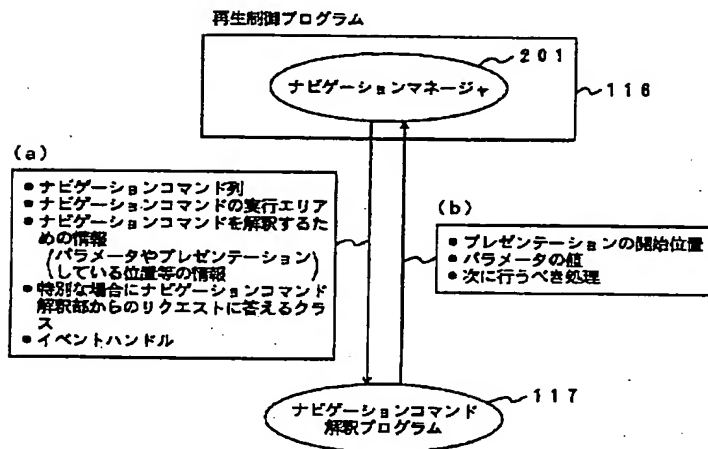 再生制御プログラム
201
ナビゲーションマネージャ
116
(a)
●ナビゲーションコマンド列
●ナビゲーションコマンドの実行エリア
●ナビゲーションコマンドを解釈するた
めの情報
(パラメータやプレゼンテーション
している位置等の情報)
●特別な場合にナビゲーションコマンド
解釈部からのリクエストに答えるクラ
ス
●イベントハンドル
(b)
●プレゼンテーションの開始位置
●パラメータの値
●次に行うべき処理
117
ナビゲーションコマンド
解釈プログラム